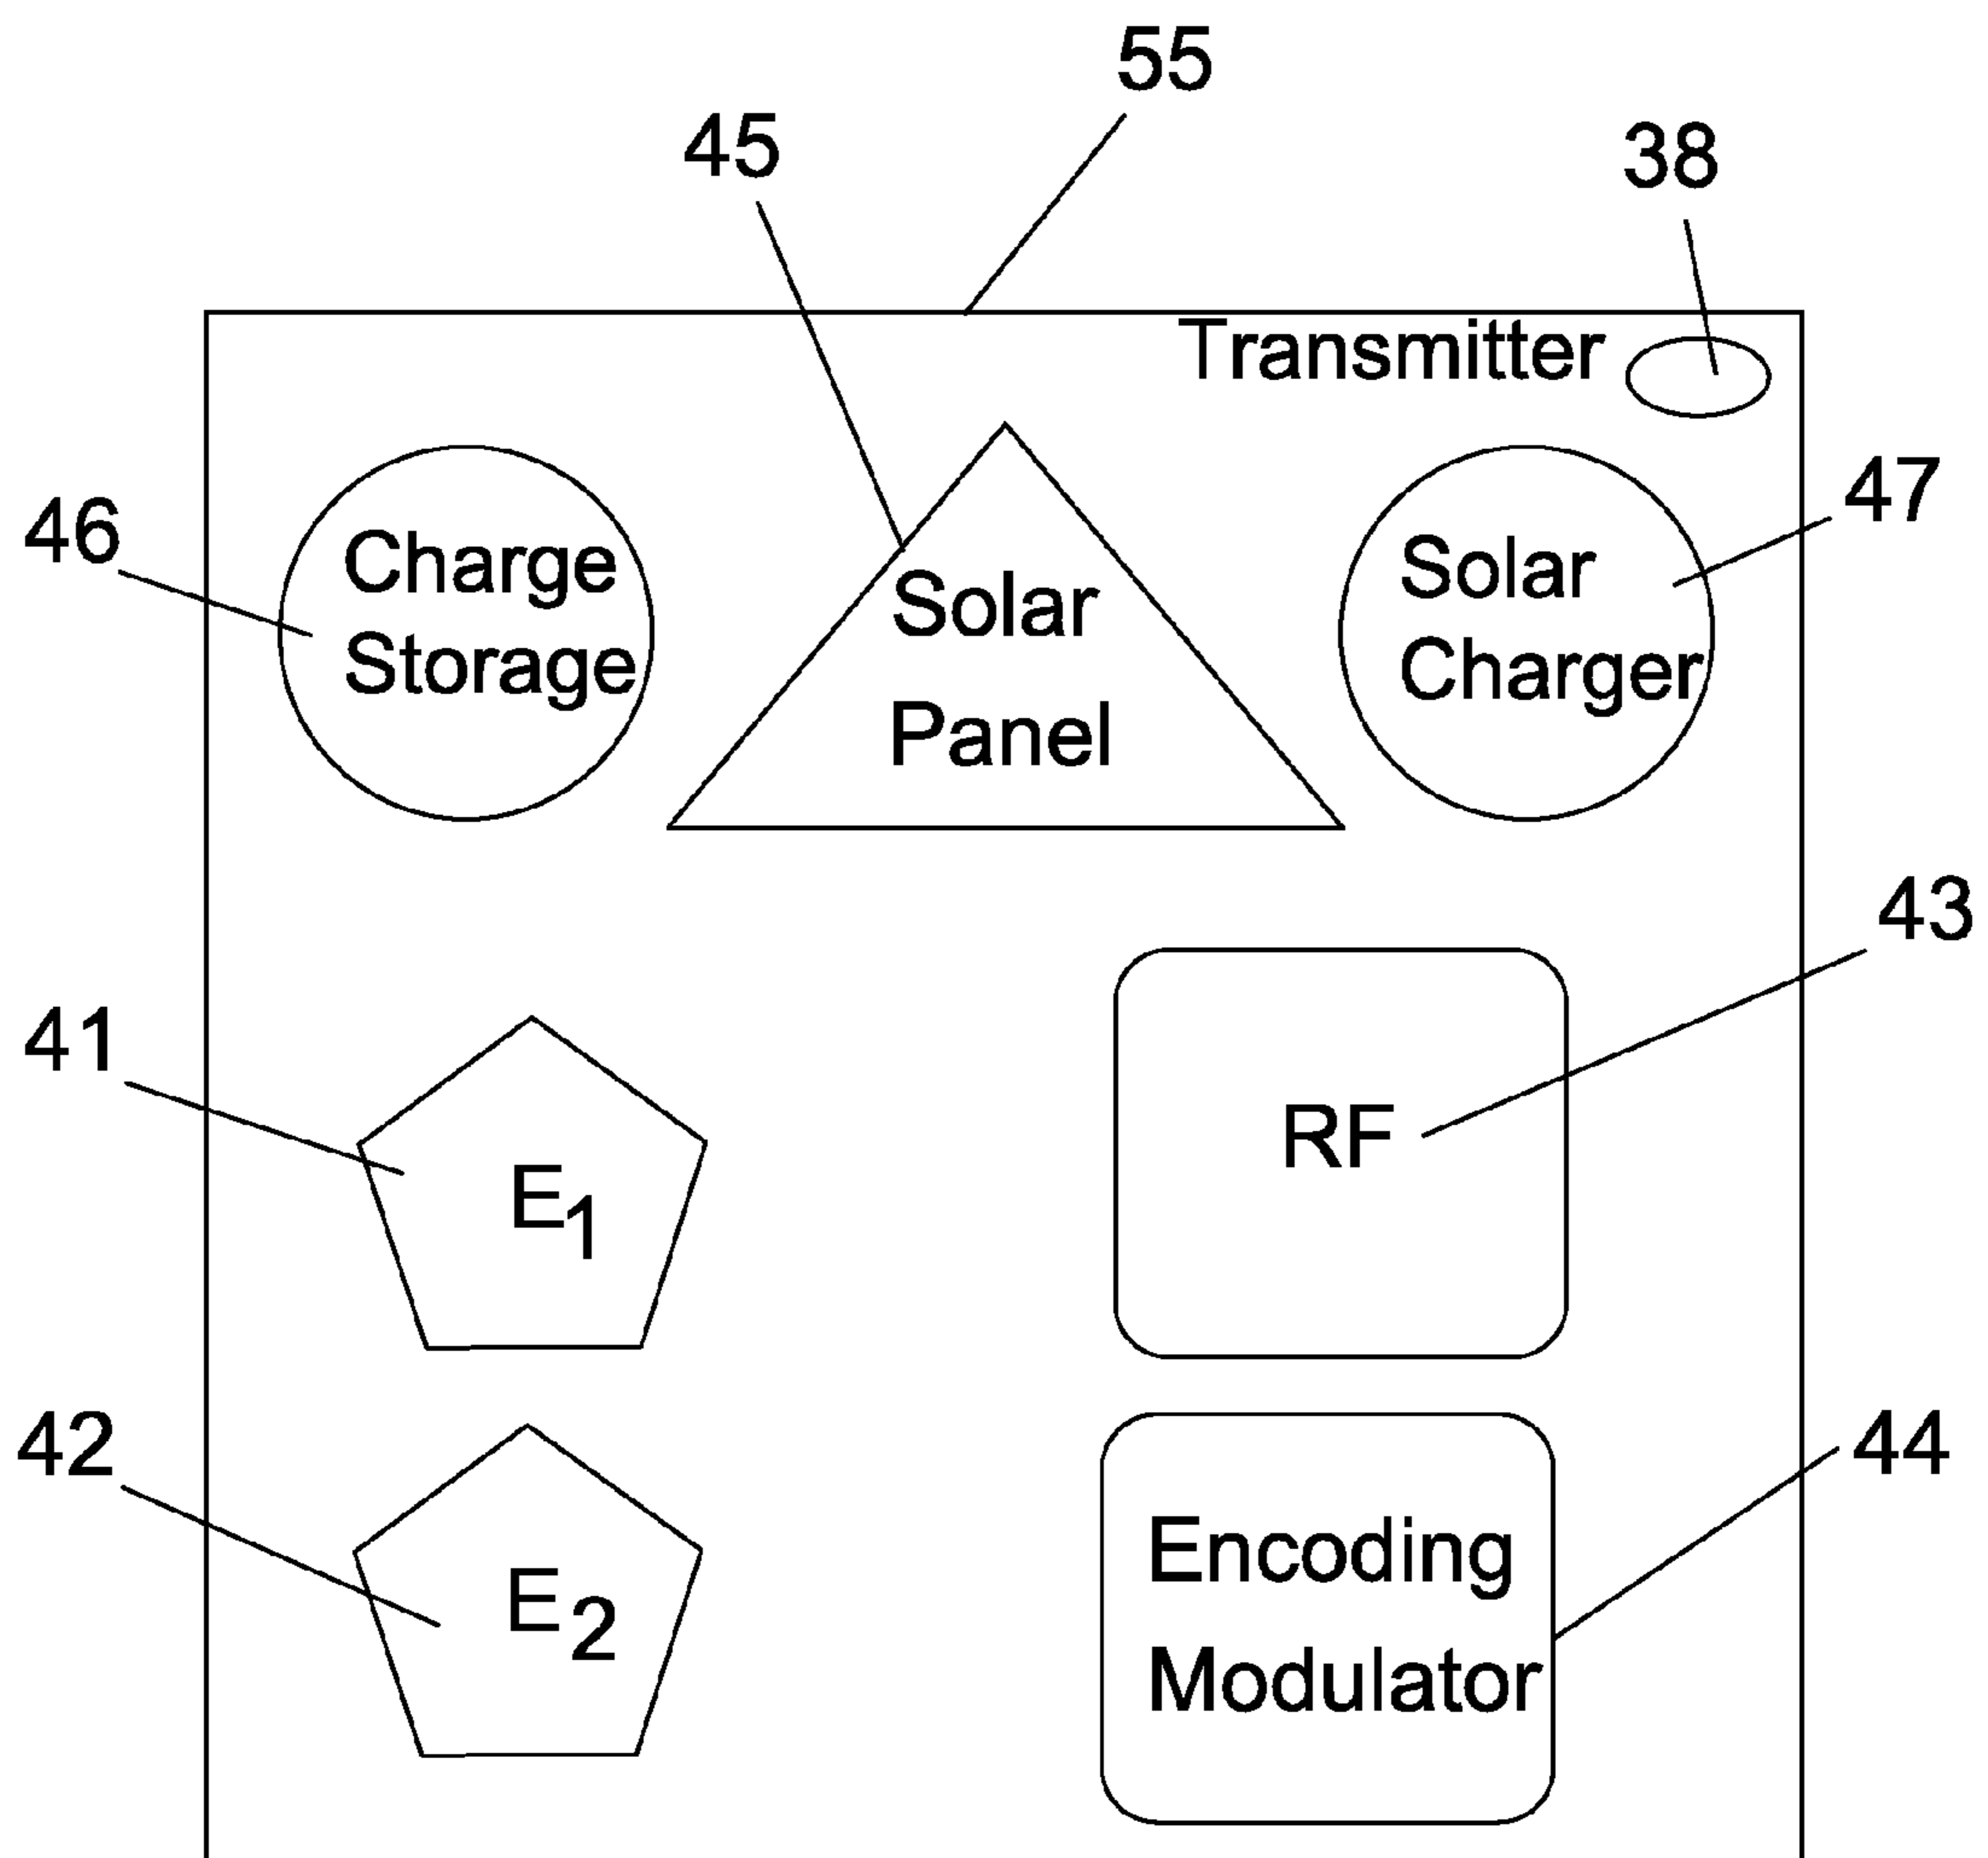 55
45
38
Transmitter
46
Charge
Storage
Solar
Panel
Solar
Charger
47
43
41
E1
RF
42
E2
44
Encoding
Modulator